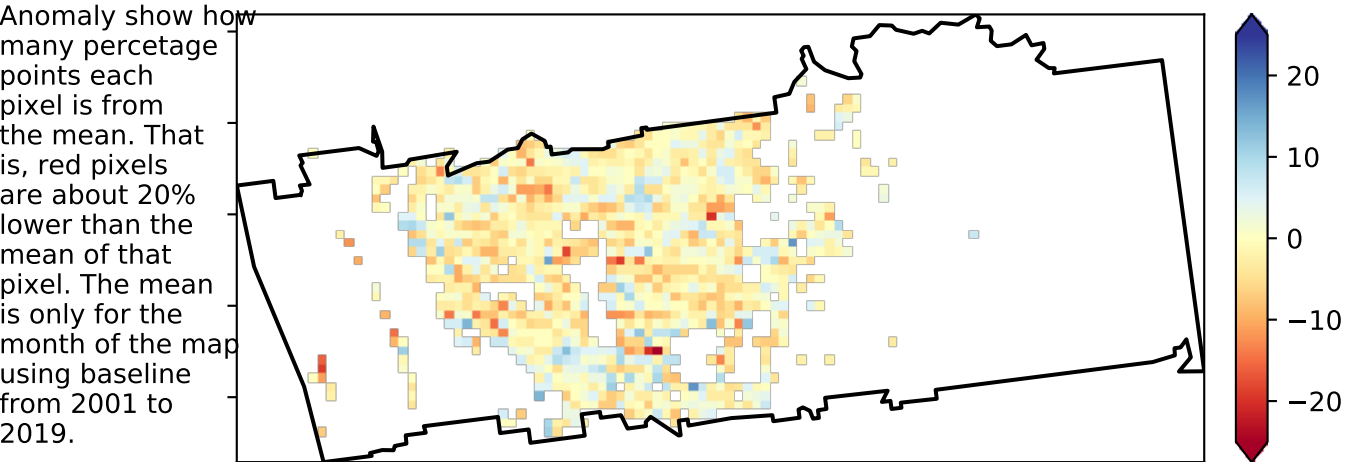 Anomaly show how
many percetage
points each
pixel is from
the mean. That
is, red pixels
are about 20%
lower than the
mean of that
pixel. The mean
is only for the
month of the map
using baseline
from 2001 to
2019.
20
10
0
−10
−20